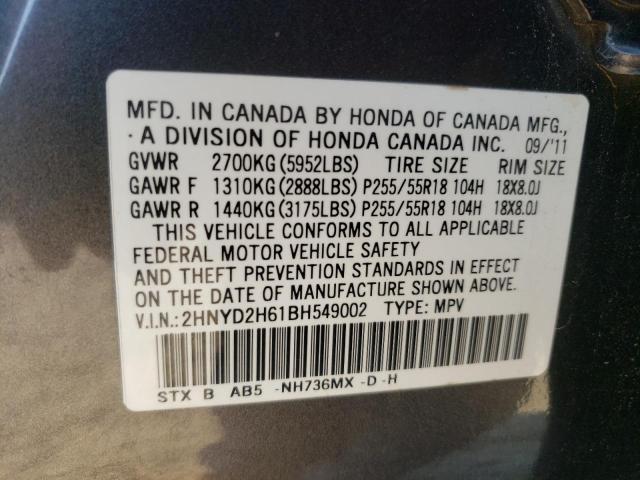 MFD. IN CANADA BY HONDA OF CANADA MFG.,
· A DIVISION OF HONDA CANADA INC. 09/'11
GVWR 2700KG (5952LBS) TIRE SIZE RIM SIZE
GAWR F 1310KG (2888LBS) P255/55R18 104H 18X8.0J
GAWR R 1440KG (3175LBS) P255/55R18 104H 18X8.0J
THIS VEHICLE CONFORMS TO ALL APPLICABLE
FEDERAL MOTOR VEHICLE SAFETY
AND THEFT PREVENTION STANDARDS IN EFFECT
ON THE DATE OF MANUFACTURE SHOWN ABOVE.
V.I.N.:2HNYD2H61BH549002 TYPE: MPV
STX B AB5 -NH736MX -D -H